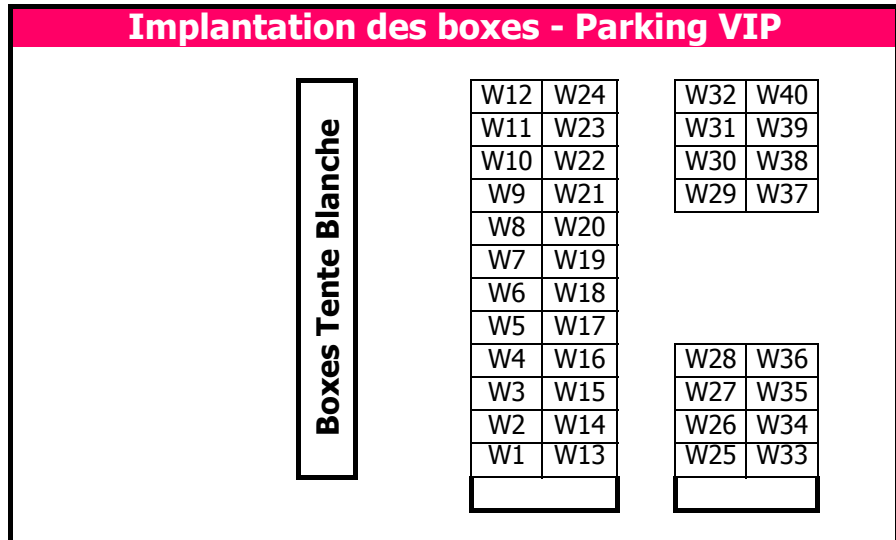 Implantation des boxes - Parking VIP
Boxes Tente Blanche
W12 W24 W32 W40
W11 W23 W31 W39
W10 W22 W30 W38
W9 W21 W29 W37
W8 W20
W7 W19
W6 W18
W5 W17
W4 W16 W28 W36
W3 W15 W27 W35
W2 W14 W26 W34
W1 W13 W25 W33